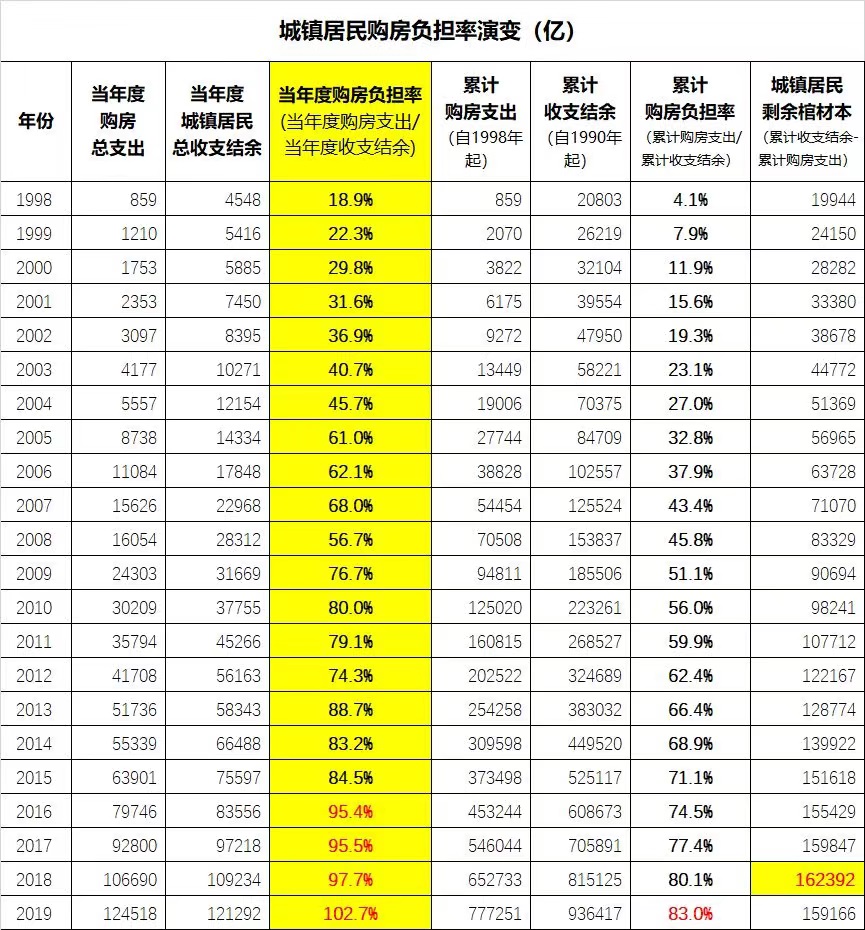 城镇居民购房负担率演变（亿）
年份 当年度购房总支出 当年度城镇居民总收支结余 当年度购房负担率(当年度购房支出/当年度收支结余) 累计购房支出(自1998年起) 累计收支结余(自1990年起) 累计购房负担率(累计购房支出/累计收支结余) 城镇居民剩余棺材本(累计收支结余-累计购房支出)
1998 859 4548 18.9% 859 20803 4.1% 19944
1999 1210 5416 22.3% 2070 26219 7.9% 24150
2000 1753 5885 29.8% 3822 32104 11.9% 28282
2001 2353 7450 31.6% 6175 39554 15.6% 33380
2002 3097 8395 36.9% 9272 47950 19.3% 38678
2003 4177 10271 40.7% 13449 58221 23.1% 44772
2004 5557 12154 45.7% 19006 70375 27.0% 51369
2005 8738 14334 61.0% 27744 84709 32.8% 56965
2006 11084 17848 62.1% 38828 102557 37.9% 63728
2007 15626 22968 68.0% 54454 125524 43.4% 71070
2008 16054 28312 56.7% 70508 153837 45.8% 83329
2009 24303 31669 76.7% 94811 185506 51.1% 90694
2010 30209 37755 80.0% 125020 223261 56.0% 98241
2011 35794 45266 79.1% 160815 268527 59.9% 107712
2012 41708 56163 74.3% 202522 324689 62.4% 122167
2013 51736 58343 88.7% 254258 383032 66.4% 128774
2014 55339 66488 83.2% 309598 449520 68.9% 139922
2015 63901 75597 84.5% 373498 525117 71.1% 151618
2016 79746 83556 95.4% 453244 608673 74.5% 155429
2017 92800 97218 95.5% 546044 705891 77.4% 159847
2018 106690 109234 97.7% 652733 815125 80.1% 162392
2019 124518 121292 102.7% 777251 936417 83.0% 159166